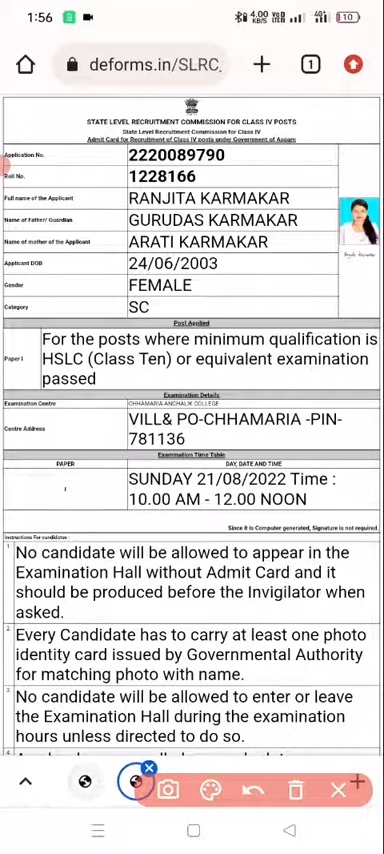 1:56
4.00 KB/S
4G+
10
deforms.in/SLRC_
1
STATE LEVEL RECRUITMENT COMMISSION FOR CLASS IV POSTS
State Level Recruitment Commission for Class IV
Admit Card for Recruitment of Class IV posts under Government of Assam
Application No. 2220089790
Roll No. 1228166
Full name of the Applicant RANJITA KARMAKAR
Name of Father/ Guardian GURUDAS KARMAKAR
Name of mother of the Applicant ARATI KARMAKAR
Applicant DOB 24/06/2003
Gender FEMALE
Category SC
Post Applied
Paper I For the posts where minimum qualification is
HSLC (Class Ten) or equivalent examination
passed
Examination Details
Examination Centre CHHAMARIA ANCHALIK COLLEGE
Centre Address VILL& PO-CHHAMARIA -PIN-
781136
Examination Time Table
PAPER DAY, DATE AND TIME
I SUNDAY 21/08/2022 Time :
10.00 AM - 12.00 NOON
Since it is Computer generated, Signature is not required.
Instructions For candidates :
1 No candidate will be allowed to appear in the
Examination Hall without Admit Card and it
should be produced before the Invigilator when
asked.
2 Every Candidate has to carry at least one photo
identity card issued by Governmental Authority
for matching photo with name.
3 No candidate will be allowed to enter or leave
the Examination Hall during the examination
hours unless directed to do so.
4